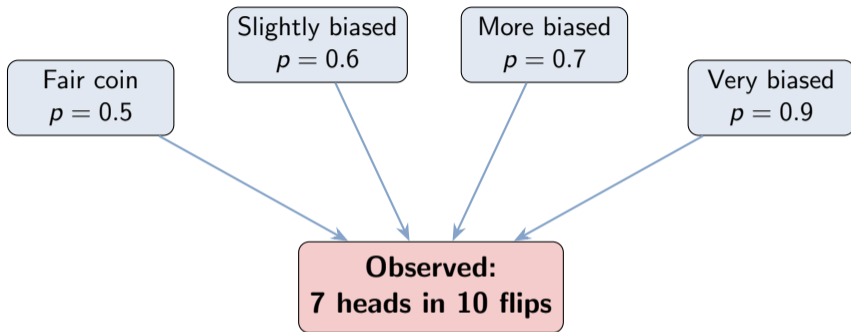 Fair coin
p = 0.5
Slightly biased
p = 0.6
More biased
p = 0.7
Very biased
p = 0.9
Observed:
7 heads in 10 flips